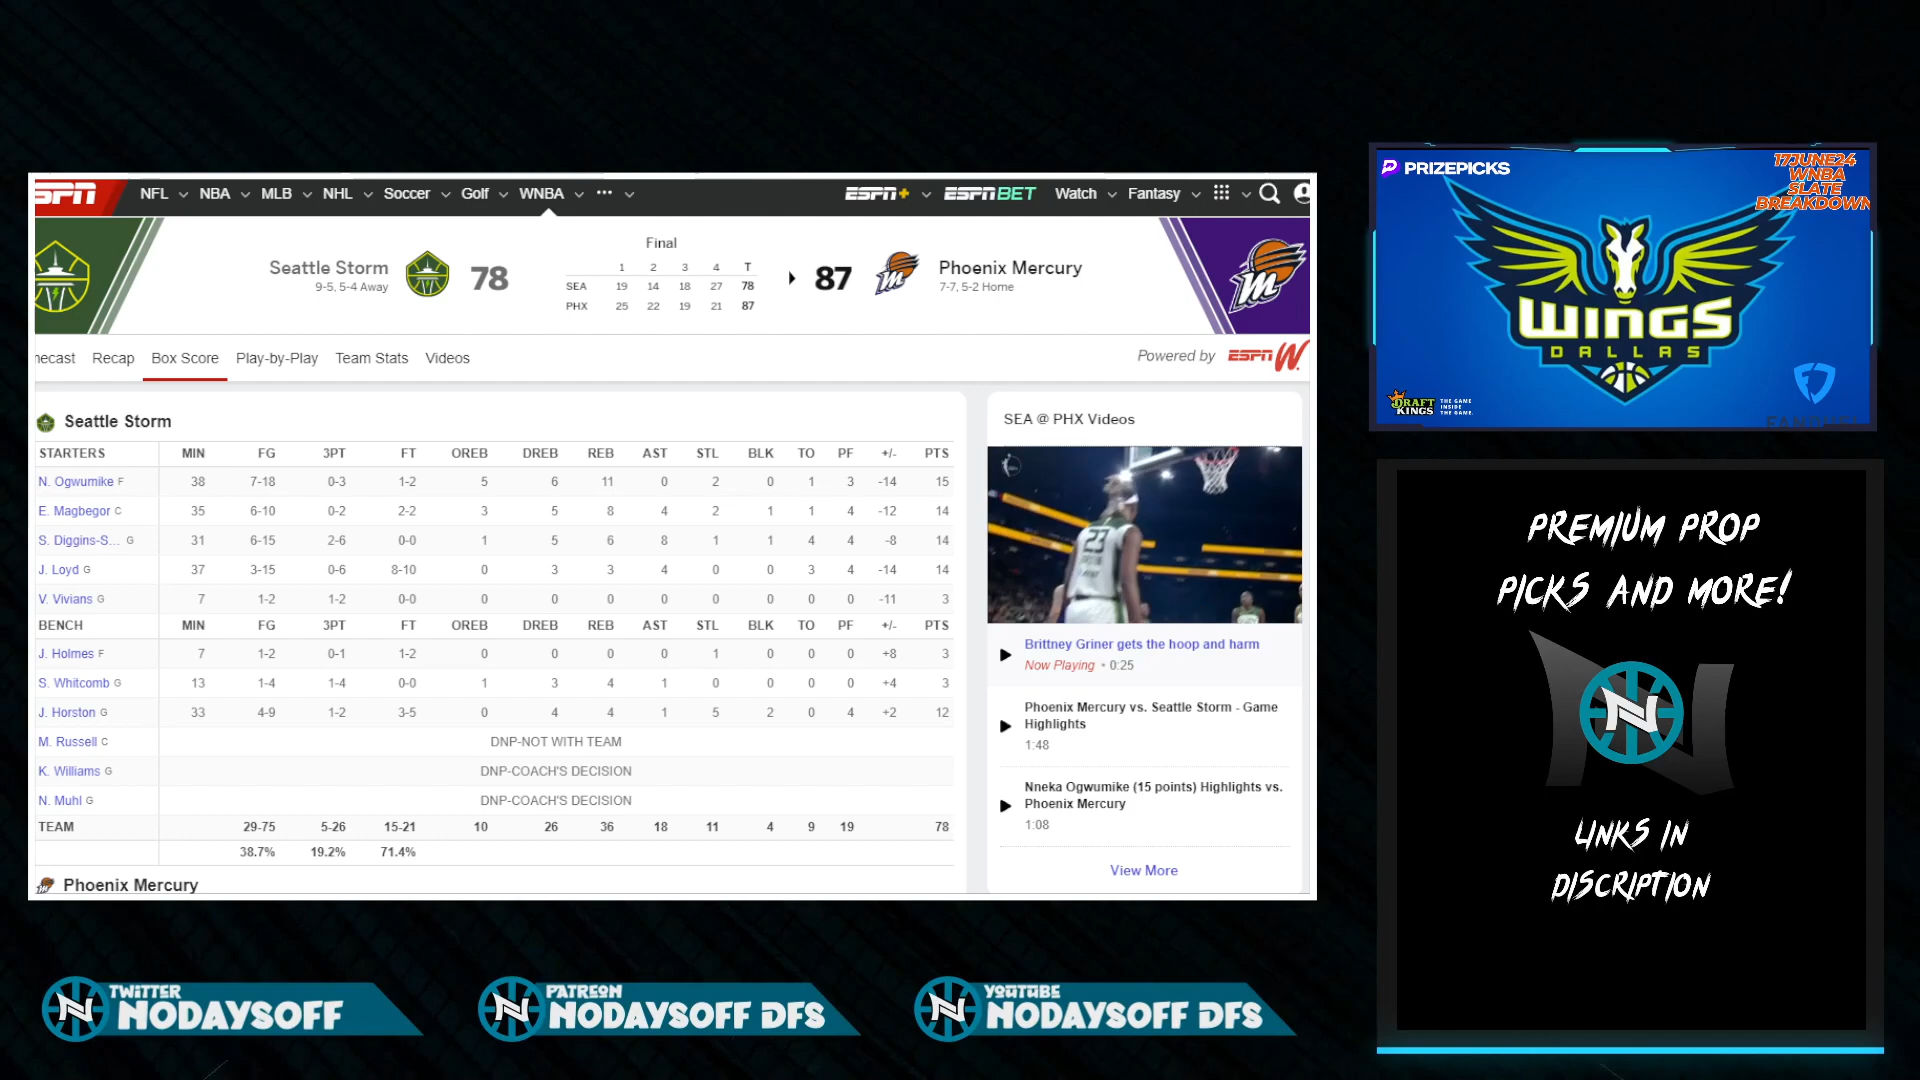 ESPN NFL NBA MLB NHL Soccer Golf WNBA ••• ESPN+ ESPN BET Watch Fantasy
Final
Seattle Storm
9-5, 5-4 Away
78
1 2 3 4 T
SEA 19 14 18 27 78
PHX 25 22 19 21 87
87
Phoenix Mercury
7-7, 5-2 Home
mecast Recap Box Score Play-by-Play Team Stats Videos
Powered by ESPN W
Seattle Storm
STARTERS MIN FG 3PT FT OREB DREB REB AST STL BLK TO PF +/- PTS
N. Ogwumike F 38 7-18 0-3 1-2 5 6 11 0 2 0 1 3 -14 15
E. Magbegor C 35 6-10 0-2 2-2 3 5 8 4 2 1 1 4 -12 14
S. Diggins-S... G 31 6-15 2-6 0-0 1 5 6 8 1 1 4 4 -8 14
J. Loyd G 37 3-15 0-6 8-10 0 3 3 4 0 0 3 4 -14 14
V. Vivians G 7 1-2 1-2 0-0 0 0 0 0 0 0 0 0 -11 3
BENCH MIN FG 3PT FT OREB DREB REB AST STL BLK TO PF +/- PTS
J. Holmes F 7 1-2 0-1 1-2 0 0 0 0 1 0 0 0 +8 3
S. Whitcomb G 13 1-4 1-4 0-0 1 3 4 1 0 0 0 0 +4 3
J. Horston G 33 4-9 1-2 3-5 0 4 4 1 5 2 0 4 +2 12
M. Russell C DNP-NOT WITH TEAM
K. Williams G DNP-COACH'S DECISION
N. Muhl G DNP-COACH'S DECISION
TEAM 29-75 5-26 15-21 10 26 36 18 11 4 9 19 78
38.7% 19.2% 71.4%
Phoenix Mercury
SEA @ PHX Videos
23
Brittney Griner gets the hoop and harm
Now Playing • 0:25
Phoenix Mercury vs. Seattle Storm - Game
Highlights
1:48
Nneka Ogwumike (15 points) Highlights vs.
Phoenix Mercury
1:08
View More
PRIZEPICKS
17JUNE24
WNBA
SLATE
BREAKDOWN
WINGS
DALLAS
DRAFT
KINGS
THE GAME
INSIDE
THE GAME.
FANDUEL
PREMIUM PROP
PICKS AND MORE!
N
LINKS IN
DISCRIPTION
TWITTER
NODAYSOFF
PATREON
NODAYSOFF DFS
YOUTUBE
NODAYSOFF DFS